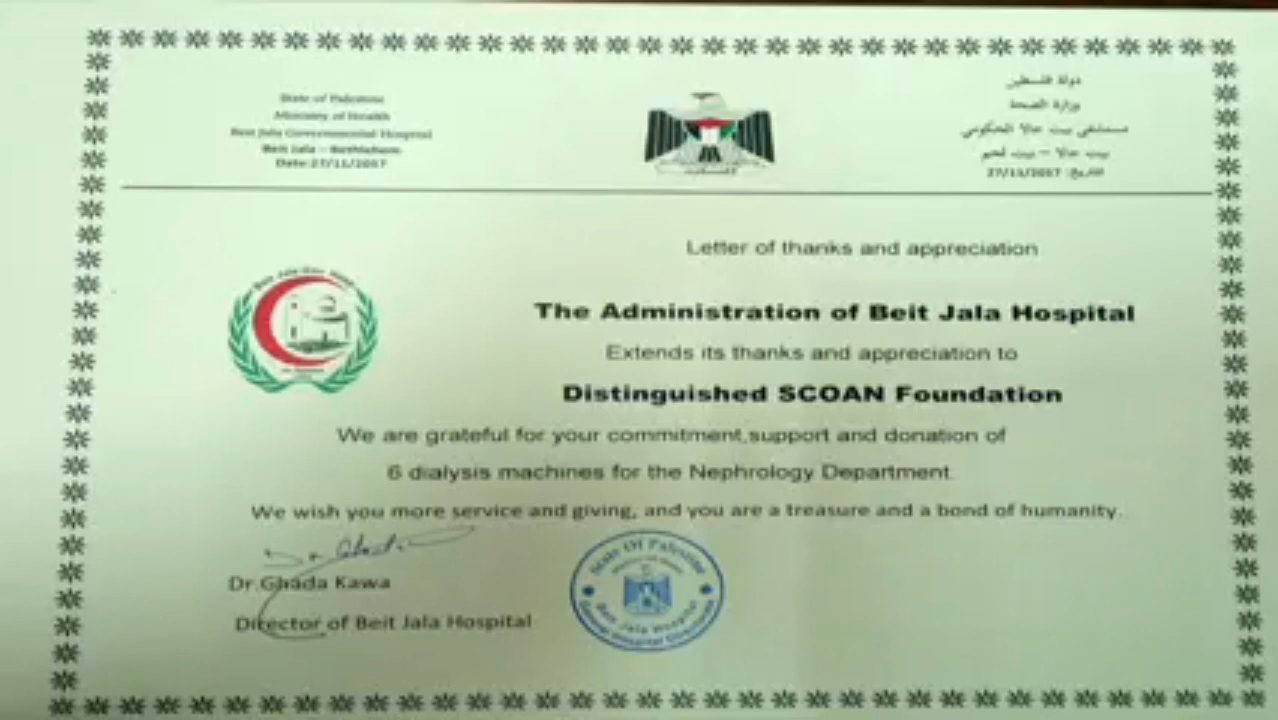 State of Palestine
Ministry of Health
Beit Jala Governmental Hospital
Beit Jala – Bethlehem
Date:27/11/2017
دولة فلسطين
وزارة الصحة
مستشفى بيت جالا الحكومي
بيت جالا – بيت لحم
التاريخ: 27/11/2017
Letter of thanks and appreciation
The Administration of Beit Jala Hospital
Extends its thanks and appreciation to
Distinguished SCOAN Foundation
We are grateful for your commitment,support and donation of
6 dialysis machines for the Nephrology Department.
We wish you more service and giving, and you are a treasure and a bond of humanity.
Dr.Ghada Kawa
Director of Beit Jala Hospital
State Of Palestine
Beit Jala Hospital